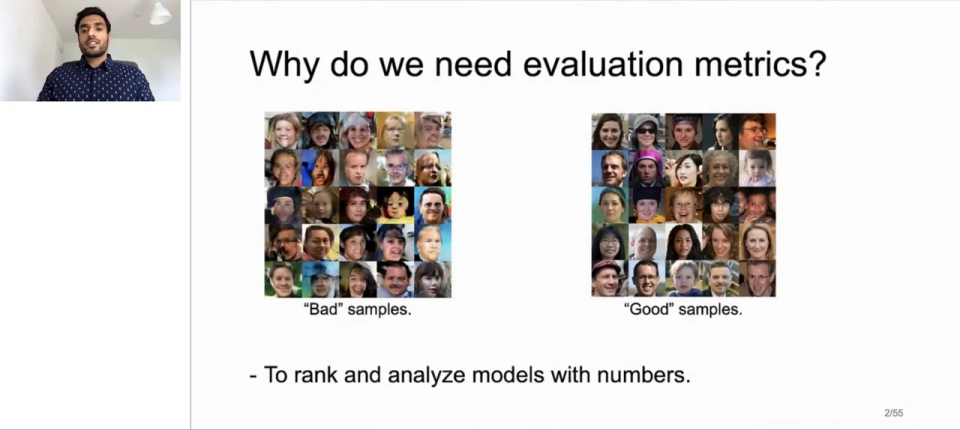 Why do we need evaluation metrics?
“Bad” samples.
“Good” samples.
- To rank and analyze models with numbers.
2/55